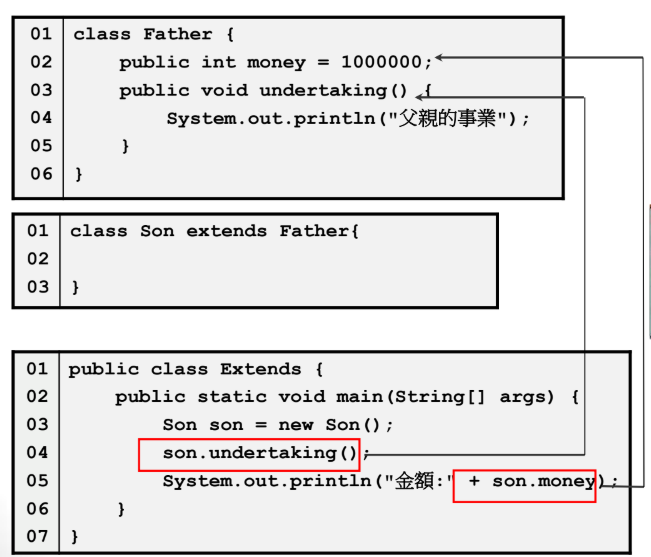 01 class Father {
02 public int money = 1000000;
03 public void undertaking() {
04 System.out.println("父親的事業");
05 }
06 }
01 class Son extends Father{
02
03 }
01 public class Extends {
02 public static void main(String[] args) {
03 Son son = new Son();
04 son.undertaking();
05 System.out.println("金額:" + son.money);
06 }
07 }